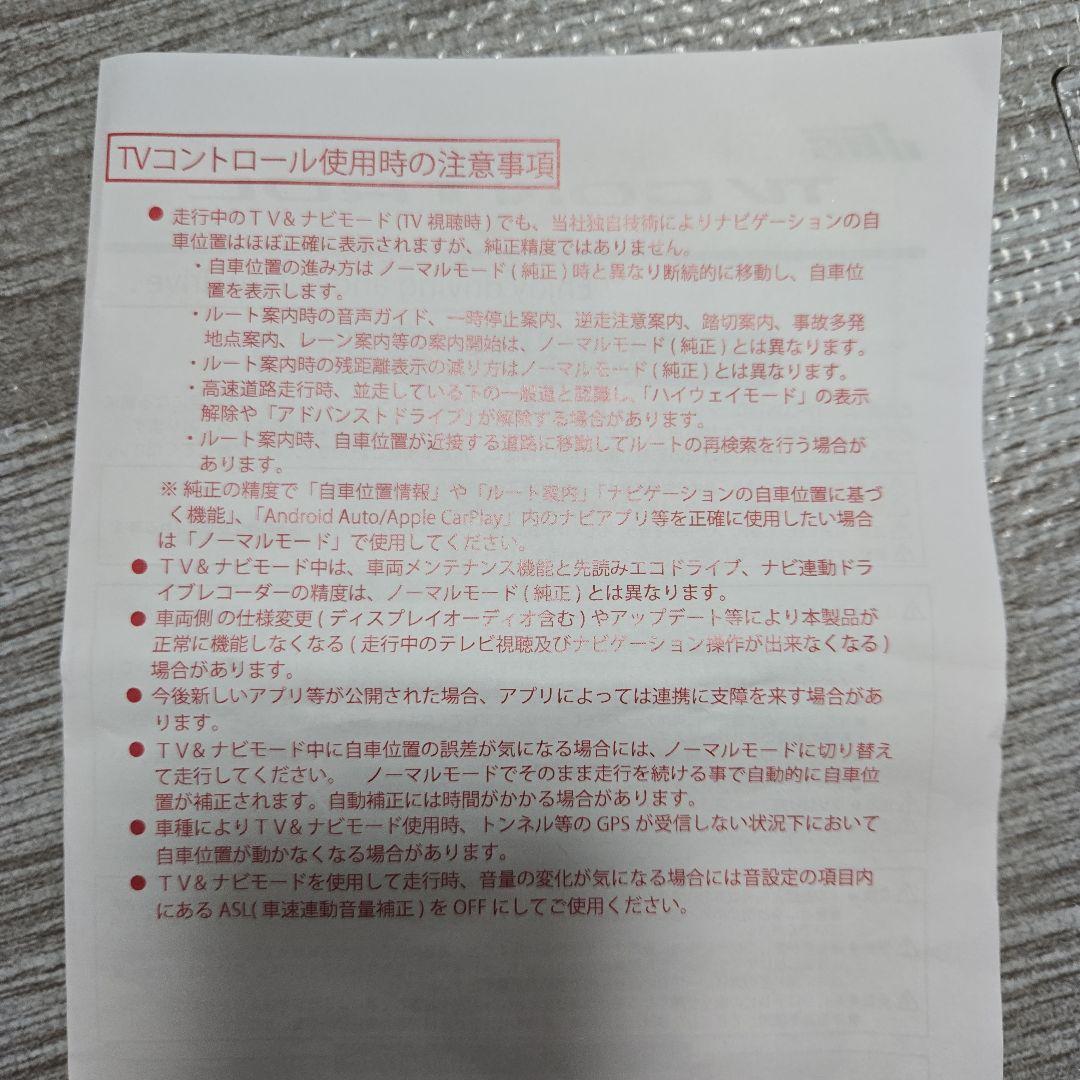 TVコントロール使用時の注意事項
● 走行中のＴＶ& ナビモード (TV 視聴時 ) でも、当社独自技術によりナビゲーションの自
車位置はほぼ正確に表示されますが、純正精度ではありません。
・自車位置の進み方は ノーマルモード ( 純正 ) 時と異なり断続的に移動し、自車位
置を表示します。
・ルート案内時の音声ガイド、一時停止案内、逆走注意案内、踏切案内、事故多発
地点案内、レーン案内等の案内開始は、ノーマルモード ( 純正 ) とは異なります。
・ルート案内時の残距離表示の減り方はノーマルモード ( 純正 ) とは異なります。
・高速道路走行時、並走している下の一般道と認識し、「ハイウェイモード」の表示
解除や「アドバンストドライブ」が解除する場合があります。
・ルート案内時、自車位置が近接する道路に移動してルートの再検索を行う場合が
あります。
※ 純正の精度で「自車位置情報」や「ルート案内」「ナビゲーションの自車位置に基づ
く機能」、「Android Auto/Apple CarPlay」内のナビアプリ等を正確に使用したい場合
は「ノーマルモード」で使用してください。
● ＴＶ& ナビモード中は、車両メンテナンス機能と先読みエコドライブ、ナビ連動ドラ
イブレコーダーの精度は、ノーマルモード ( 純正 ) とは異なります。
● 車両側 の仕様変更 ( ディスプレイオーディオ含む ) やアップデート等により本製品が
正常に機能しなくなる ( 走行中のテレビ視聴及びナビゲーション操作が出来なくなる )
場合があります。
● 今後新しいアプリ等が公開された場合、アプリによっては連携に支障を来す場合があ
ります。
● ＴＶ& ナビモード中に自車位置の誤差が気になる場合には、ノーマルモードに切り替え
て走行してください。　ノーマルモードでそのまま走行を続ける事で自動的に自車位
置が補正されます。自動補正には時間がかかる場合があります。
● 車種によりＴＶ& ナビモード使用時、トンネル等の GPS が受信しない状況下において
自車位置が動かなくなる場合があります。
● ＴＶ& ナビモードを使用して走行時、音量の変化が気になる場合には音設定の項目内
にある ASL( 車速連動音量補正 ) を OFF にしてご使用ください。